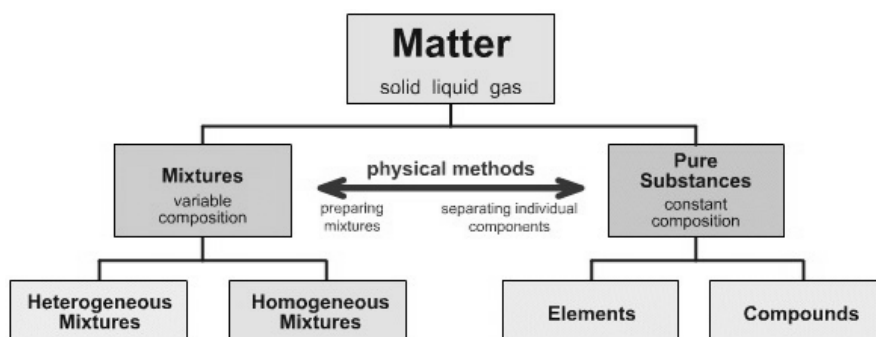 Matter
solid liquid gas
Mixtures
variable
composition
physical methods
preparing
mixtures
separating individual
components
Pure
Substances
constant
composition
Heterogeneous
Mixtures
Homogeneous
Mixtures
Elements
Compounds